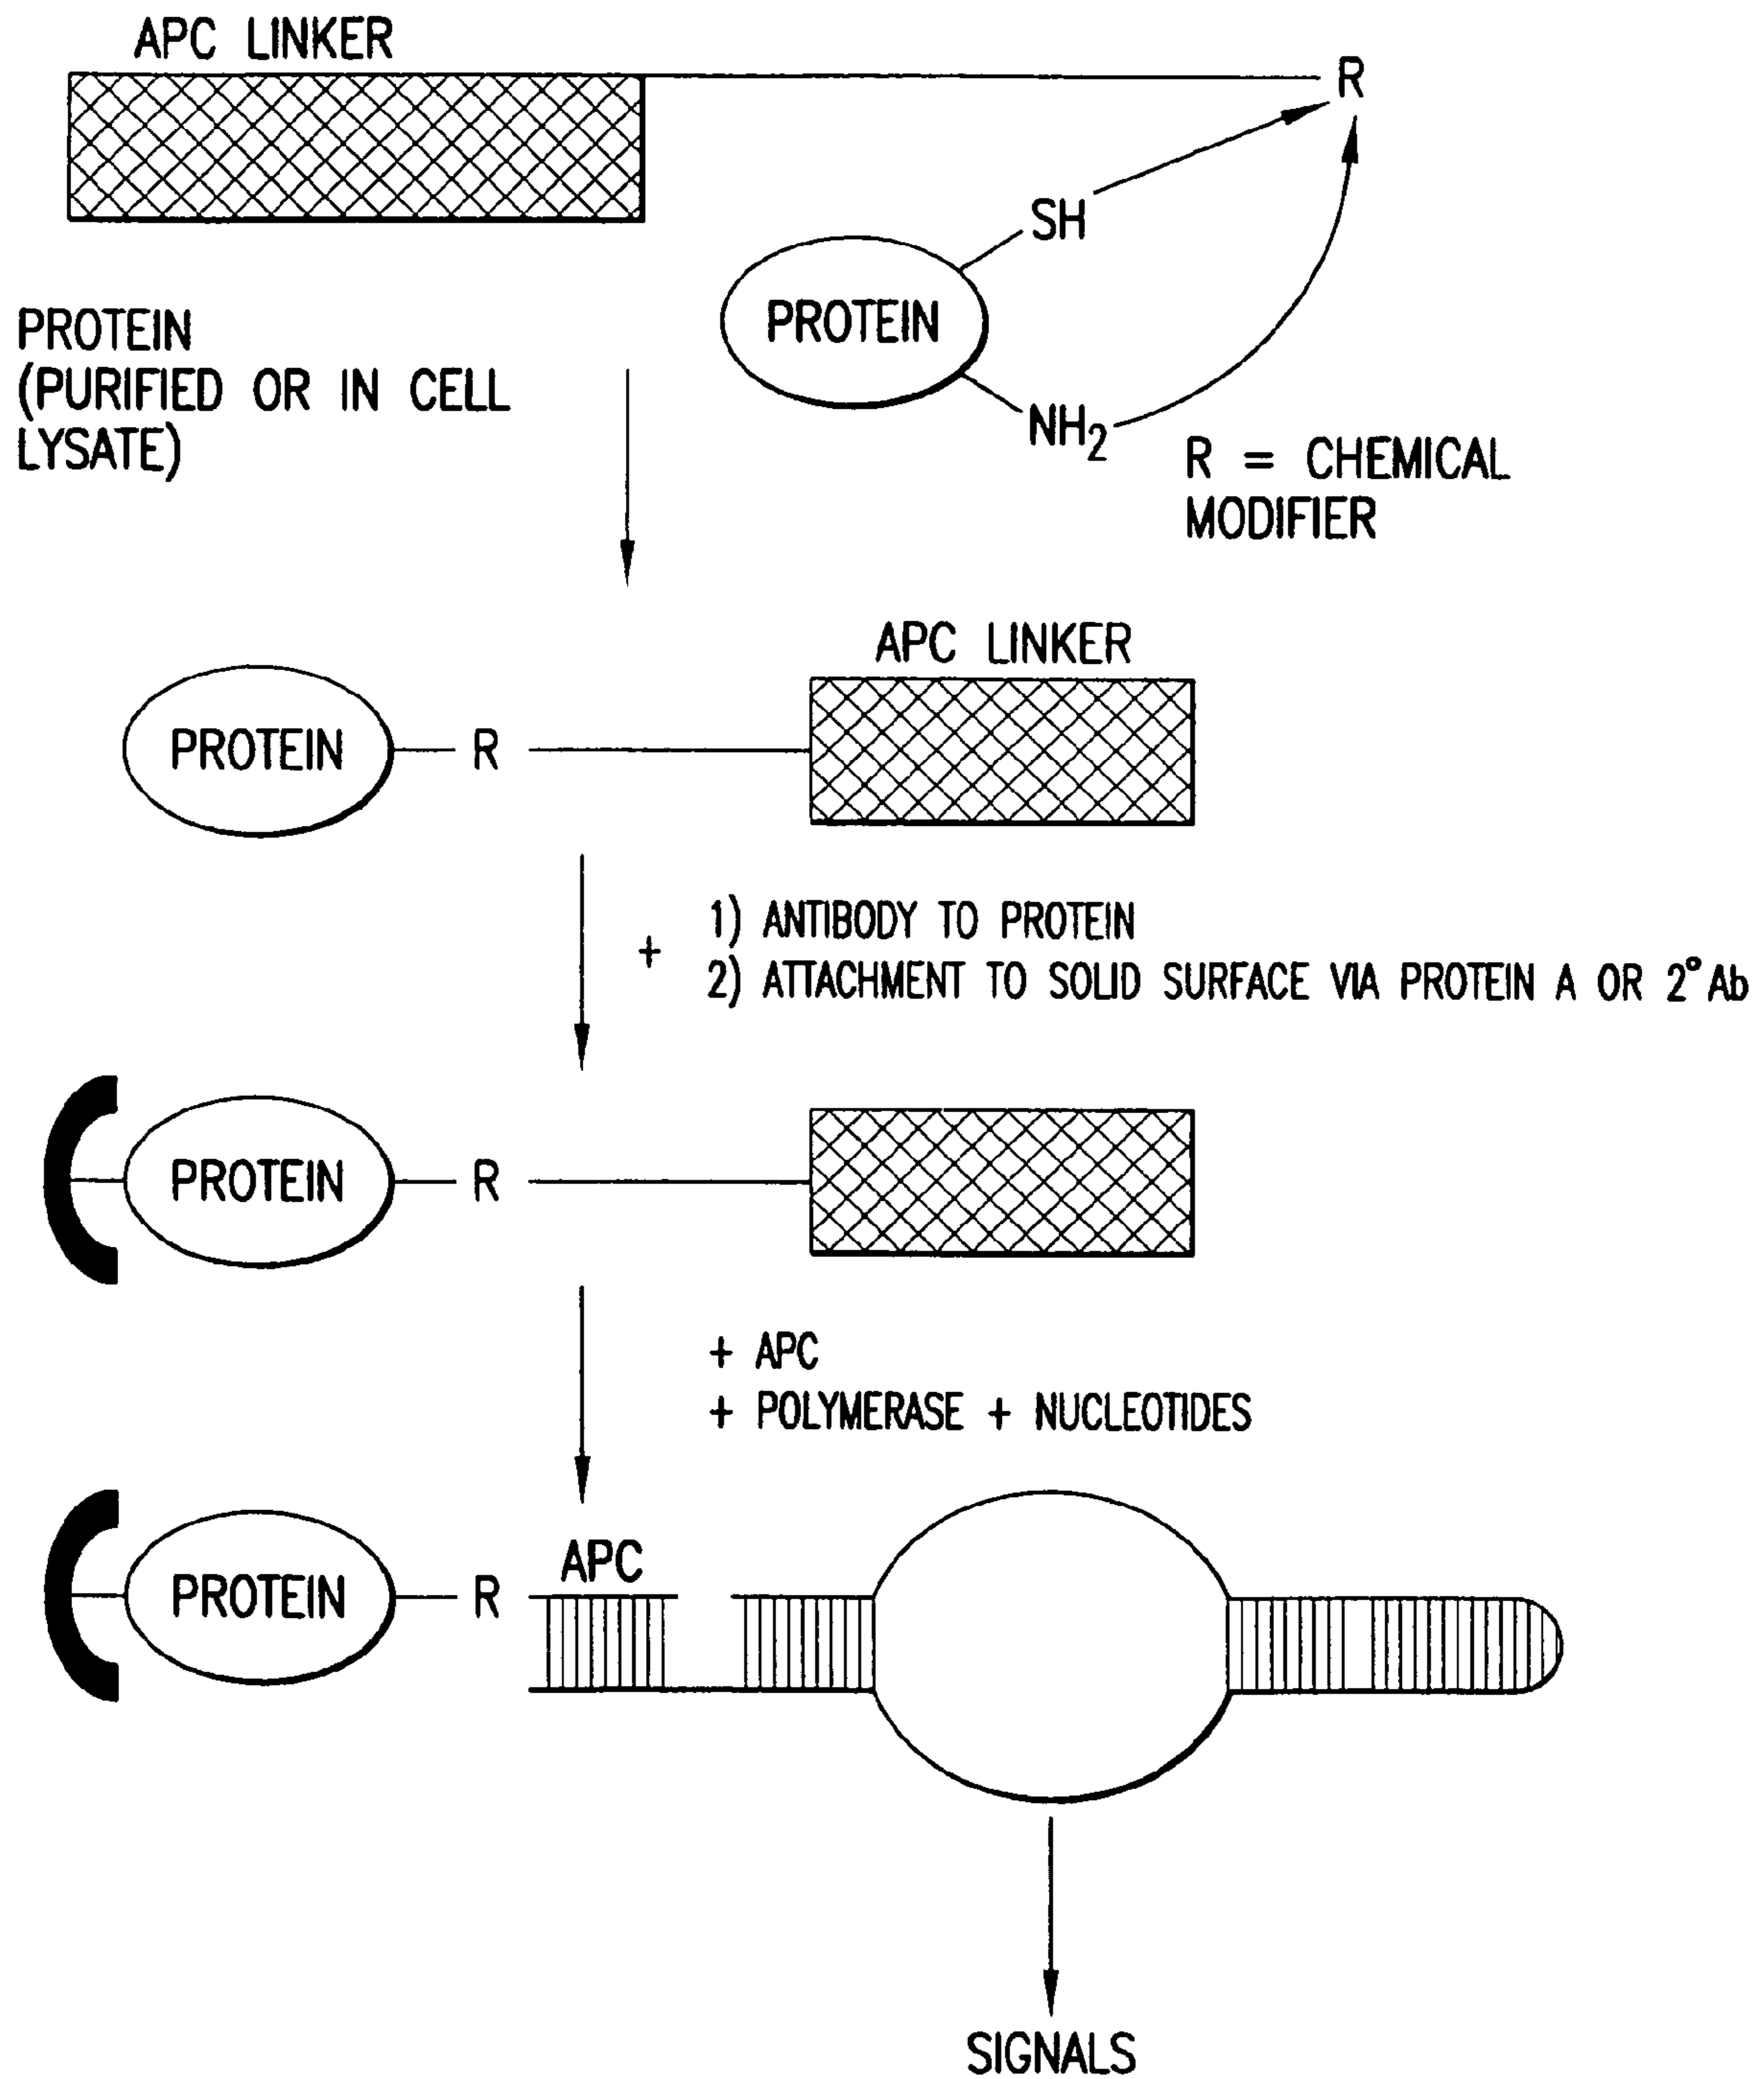 APC LINKER
R
SH
PROTEIN
PROTEIN
(PURIFIED OR IN CELL
LYSATE)
NH2
R = CHEMICAL
MODIFIER
APC LINKER
PROTEIN
R
+
1) ANTIBODY TO PROTEIN
2) ATTACHMENT TO SOLID SURFACE VIA PROTEIN A OR 2° Ab
PROTEIN
R
+ APC
+ POLYMERASE + NUCLEOTIDES
APC
PROTEIN
R
SIGNALS